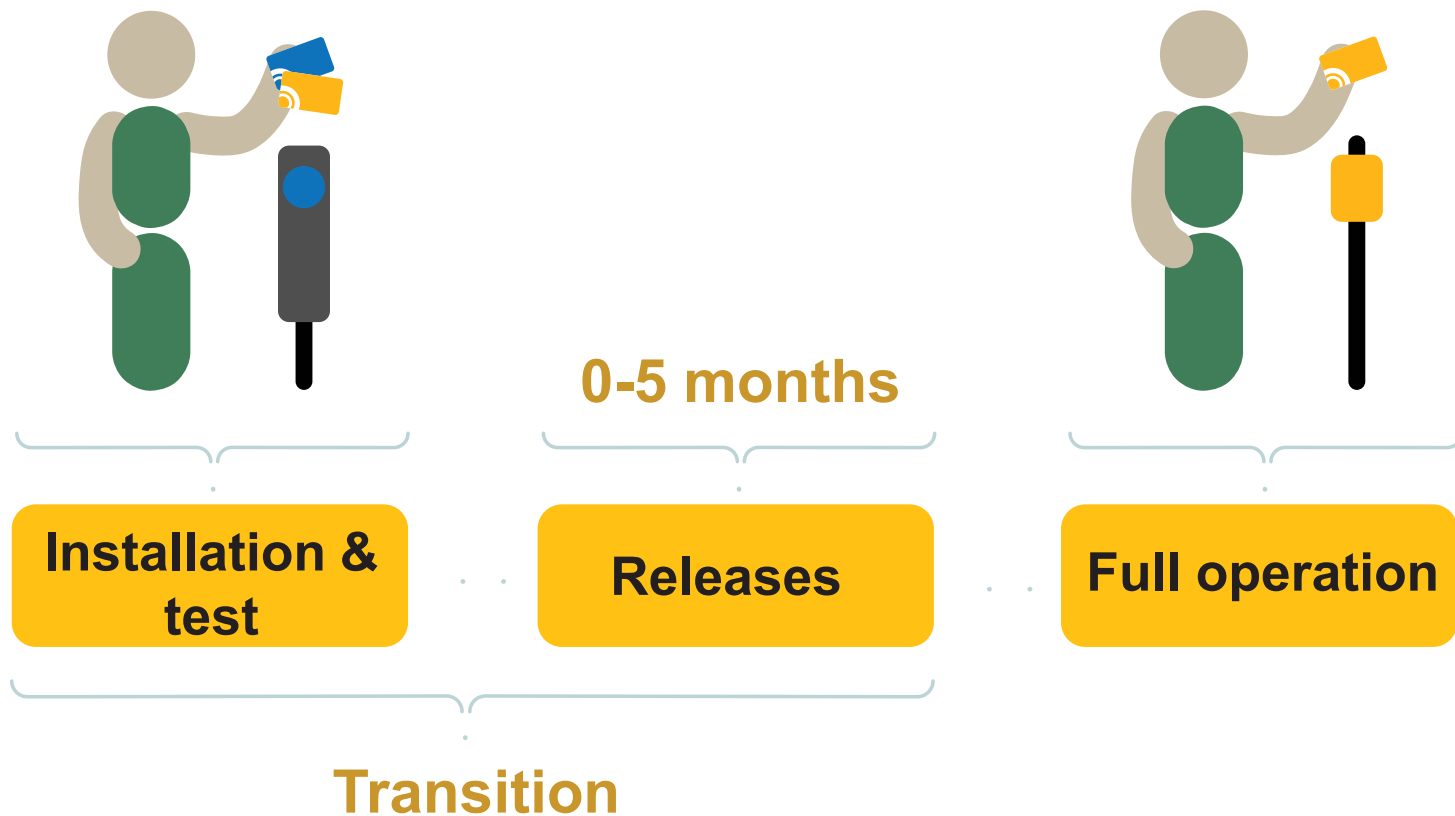 0-5 months
Installation &
test
Releases
Full operation
Transition